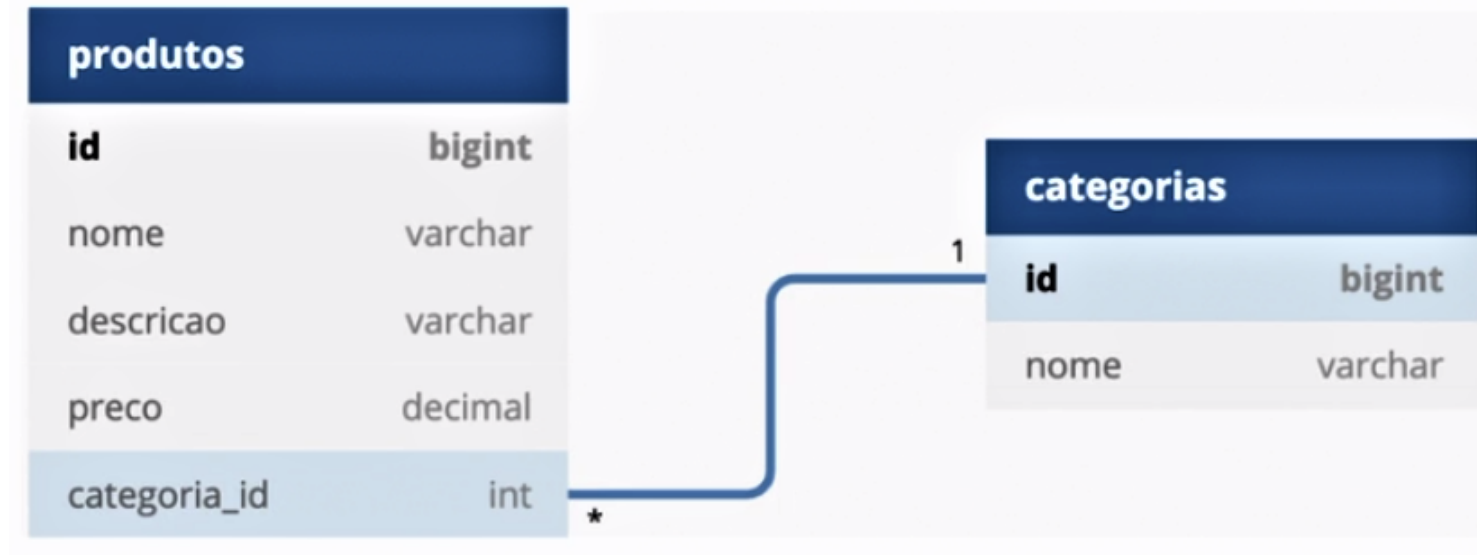 produtos
id bigint
nome varchar
descricao varchar
preco decimal
categoria_id int
*
1
categorias
id bigint
nome varchar